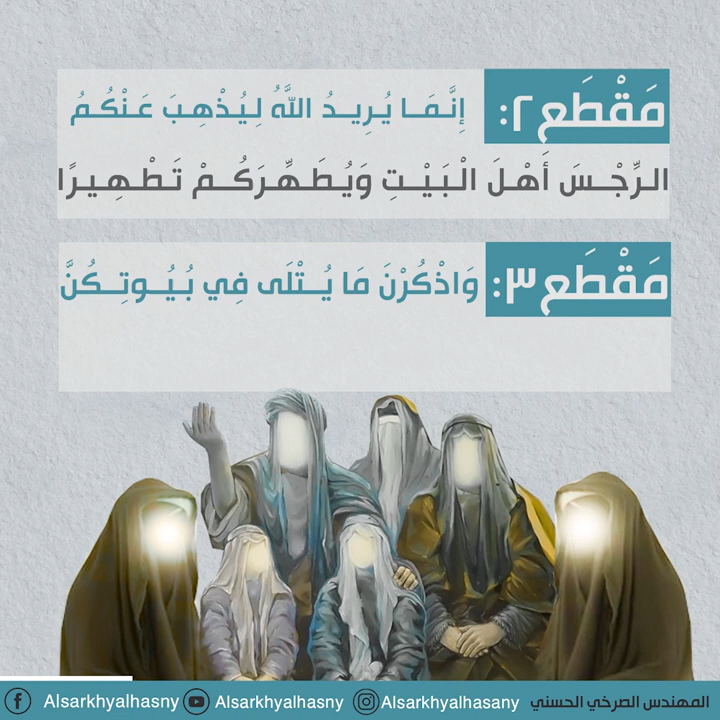 مَقْطَع ٢: إِنَّمَا يُرِيدُ اللَّهُ لِيُذْهِبَ عَنْكُمُ
الرِّجْسَ أَهْلَ الْبَيْتِ وَيُطَهِّرَكُمْ تَطْهِيرًا
مَقْطَع ٣: وَاذْكُرْنَ مَا يُتْلَى فِي بُيُوتِكُنَّ
Alsarkhyalhasny Alsarkhyalhasny Alsarkhyalhasany المهندس الصرخي الحسني